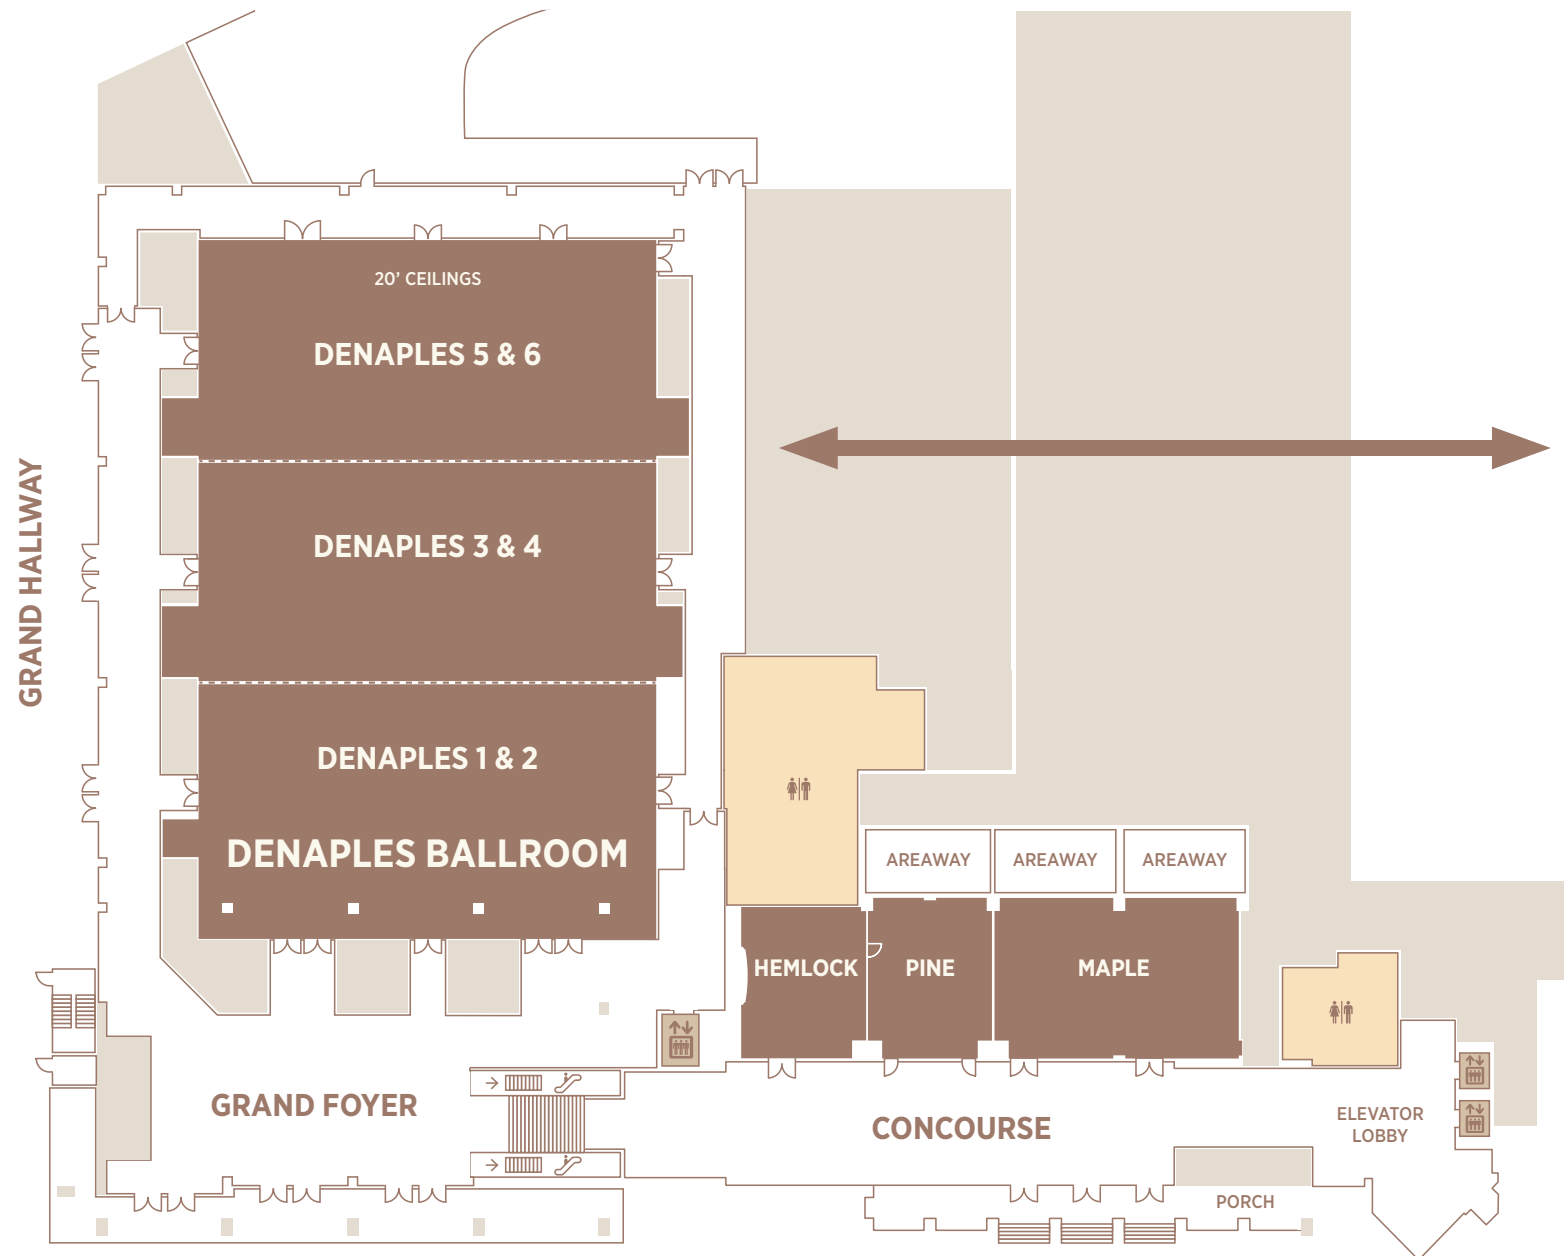 20’ CEILINGS
DENAPLES 5 & 6
GRAND HALLWAY
DENAPLES 3 & 4
DENAPLES 1 & 2
DENAPLES BALLROOM
AREAWAY
AREAWAY
AREAWAY
HEMLOCK
PINE
MAPLE
GRAND FOYER
CONCOURSE
ELEVATOR
LOBBY
PORCH